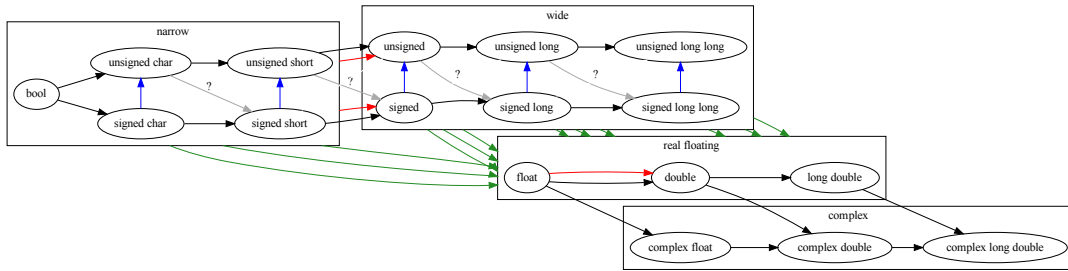 narrow
wide
bool
unsigned char
unsigned short
unsigned
unsigned long
unsigned long long
?
?
?
?
signed char
signed short
signed
signed long
signed long long
real floating
float
double
long double
complex
complex float
complex double
complex long double